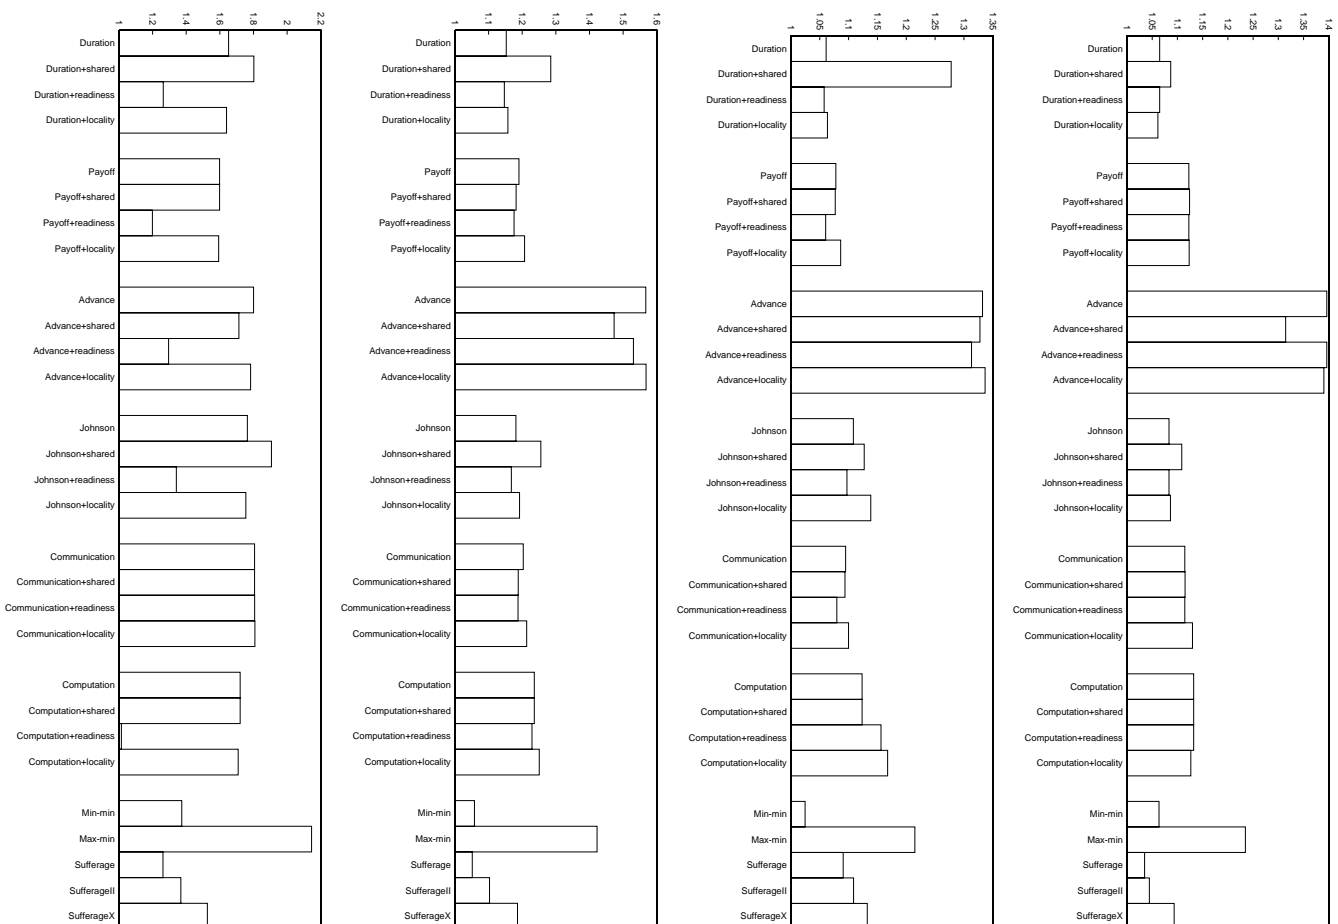 1 1.2 1.4 1.6 1.8 2 2.2
Duration
Duration+shared
Duration+readiness
Duration+locality
Payoff
Payoff+shared
Payoff+readiness
Payoff+locality
Advance
Advance+shared
Advance+readiness
Advance+locality
Johnson
Johnson+shared
Johnson+readiness
Johnson+locality
Communication
Communication+shared
Communication+readiness
Communication+locality
Computation
Computation+shared
Computation+readiness
Computation+locality
Min-min
Max-min
Sufferage
SufferageII
SufferageX
1 1.1 1.2 1.3 1.4 1.5 1.6
Duration
Duration+shared
Duration+readiness
Duration+locality
Payoff
Payoff+shared
Payoff+readiness
Payoff+locality
Advance
Advance+shared
Advance+readiness
Advance+locality
Johnson
Johnson+shared
Johnson+readiness
Johnson+locality
Communication
Communication+shared
Communication+readiness
Communication+locality
Computation
Computation+shared
Computation+readiness
Computation+locality
Min-min
Max-min
Sufferage
SufferageII
SufferageX
1 1.05 1.1 1.15 1.2 1.25 1.3 1.35
Duration
Duration+shared
Duration+readiness
Duration+locality
Payoff
Payoff+shared
Payoff+readiness
Payoff+locality
Advance
Advance+shared
Advance+readiness
Advance+locality
Johnson
Johnson+shared
Johnson+readiness
Johnson+locality
Communication
Communication+shared
Communication+readiness
Communication+locality
Computation
Computation+shared
Computation+readiness
Computation+locality
Min-min
Max-min
Sufferage
SufferageII
SufferageX
1 1.05 1.1 1.15 1.2 1.25 1.3 1.35 1.4
Duration
Duration+shared
Duration+readiness
Duration+locality
Payoff
Payoff+shared
Payoff+readiness
Payoff+locality
Advance
Advance+shared
Advance+readiness
Advance+locality
Johnson
Johnson+shared
Johnson+readiness
Johnson+locality
Communication
Communication+shared
Communication+readiness
Communication+locality
Computation
Computation+shared
Computation+readiness
Computation+locality
Min-min
Max-min
Sufferage
SufferageII
SufferageX